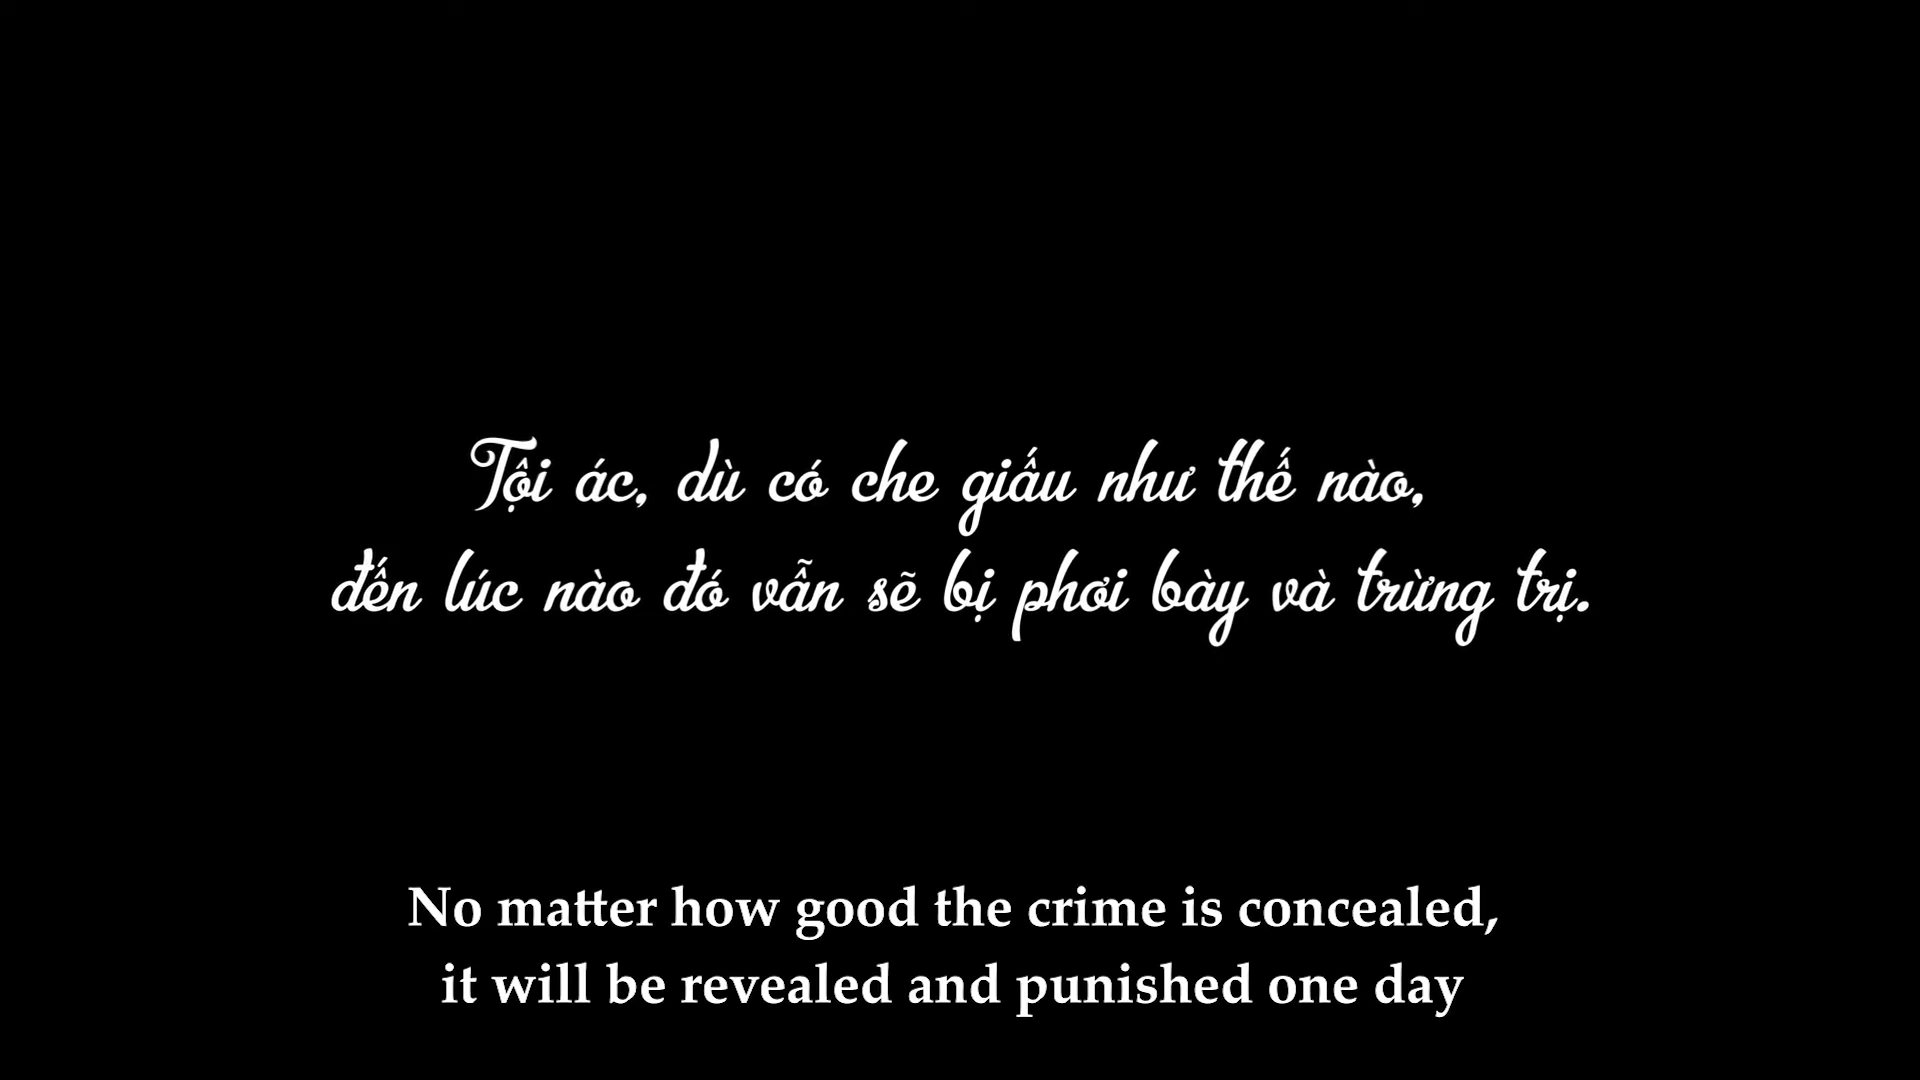 Tội ác, dù có che giấu như thế nào,
đến lúc nào đó vẫn sẽ bị phơi bày và trừng trị.
No matter how good the crime is concealed,
it will be revealed and punished one day